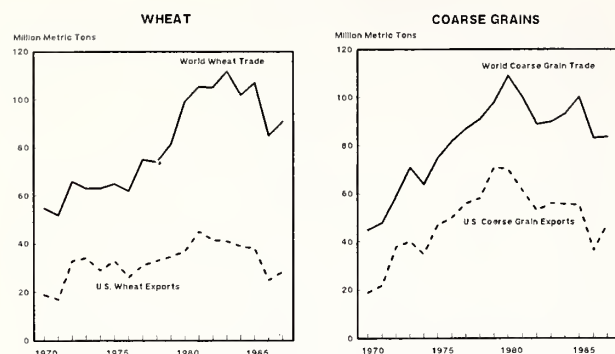 WHEAT
Million Metric Tons
120
World Wheat Trade
100
80
60
40
U.S. Wheat Exports
20
0
1970 1975 1980 1965
COARSE GRAINS
Million Metric Tons
120
World Coarse Grain Trade
100
80
60
U.S. Coarse Grain Exports
40
20
0
1970 1975 1980 1965